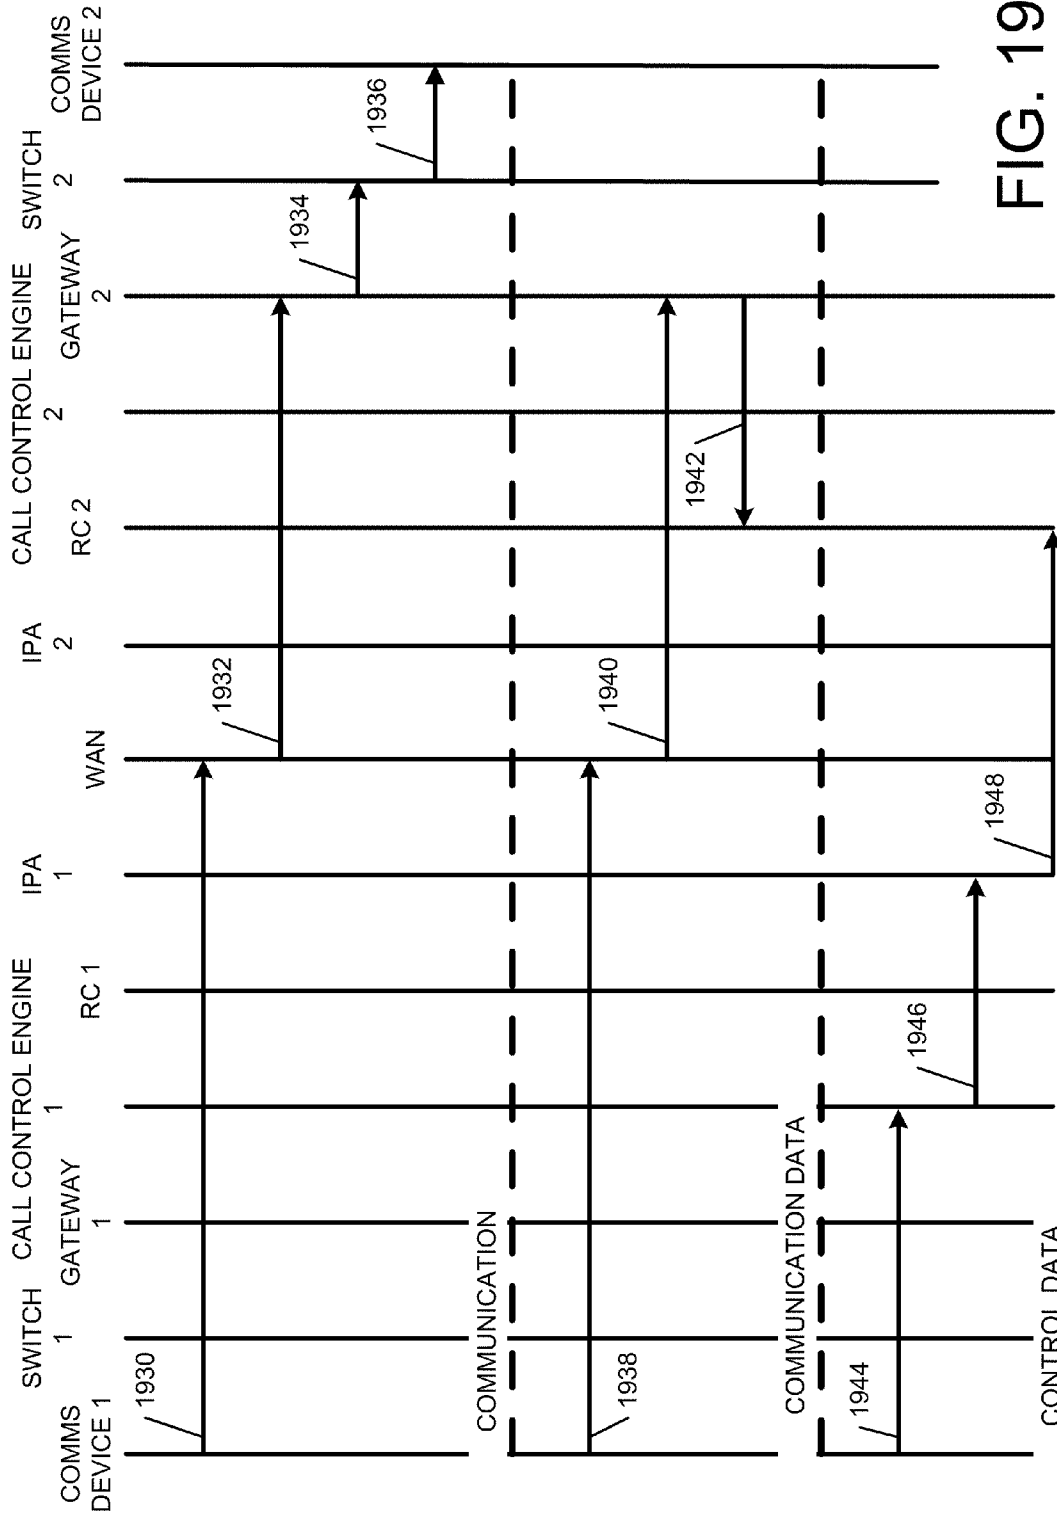 COMMS
DEVICE 1
SWITCH
1
CALL CONTROL ENGINE
GATEWAY
1
1
RC 1
IPA
1
WAN
IPA
2
CALL CONTROL ENGINE
RC 2
2
GATEWAY
2
SWITCH
2
COMMS
DEVICE 2
1930
1932
1934
1936
COMMUNICATION
1938
1940
1942
COMMUNICATION DATA
1944
1946
1948
CONTROL DATA
FIG. 19